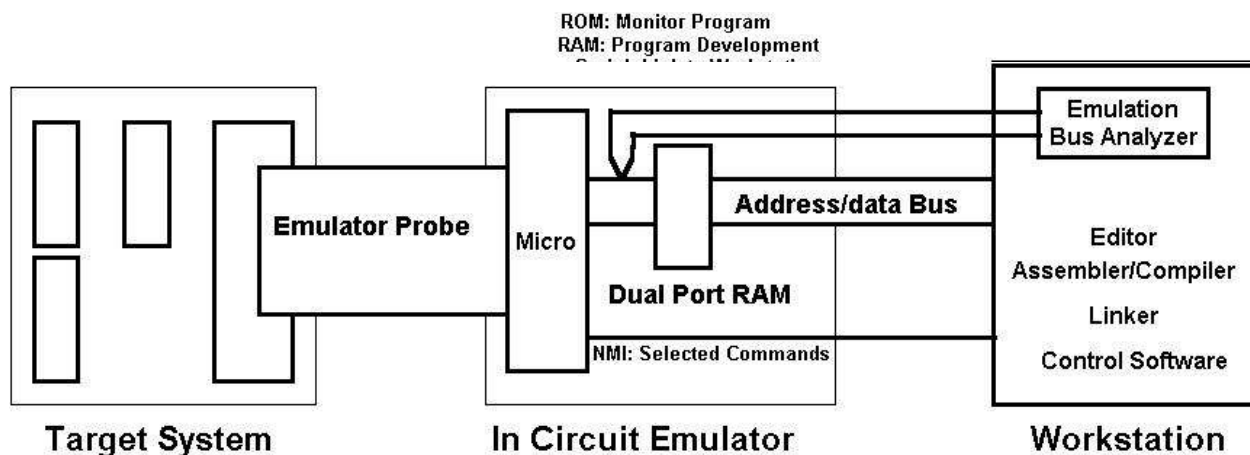 ROM: Monitor Program
RAM: Program Development
Emulation
Bus Analyzer
Emulator Probe
Micro
Address/data Bus
Dual Port RAM
NMI: Selected Commands
Editor
Assembler/Compiler
Linker
Control Software
Target System
In Circuit Emulator
Workstation